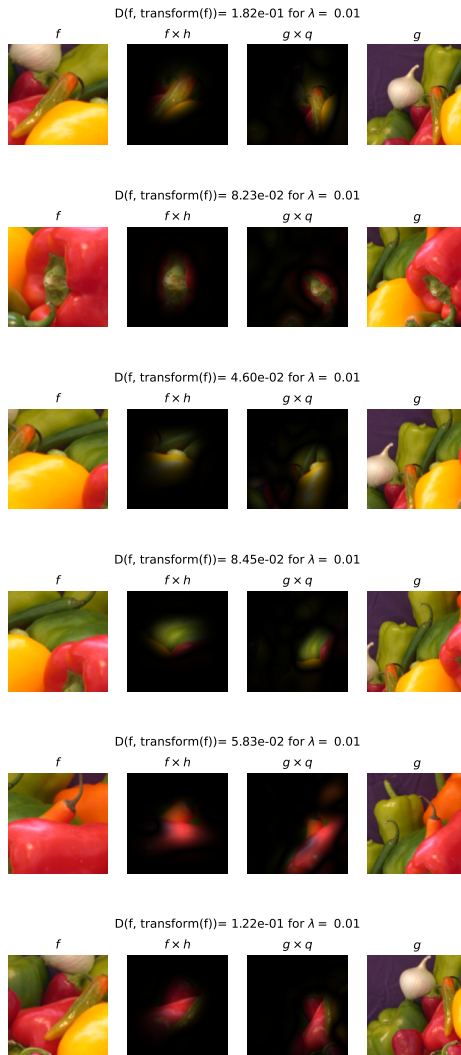 D(f, transform(f))= 1.82e-01 for λ = 0.01
f f × h g × q g
D(f, transform(f))= 8.23e-02 for λ = 0.01
f f × h g × q g
D(f, transform(f))= 4.60e-02 for λ = 0.01
f f × h g × q g
D(f, transform(f))= 8.45e-02 for λ = 0.01
f f × h g × q g
D(f, transform(f))= 5.83e-02 for λ = 0.01
f f × h g × q g
D(f, transform(f))= 1.22e-01 for λ = 0.01
f f × h g × q g